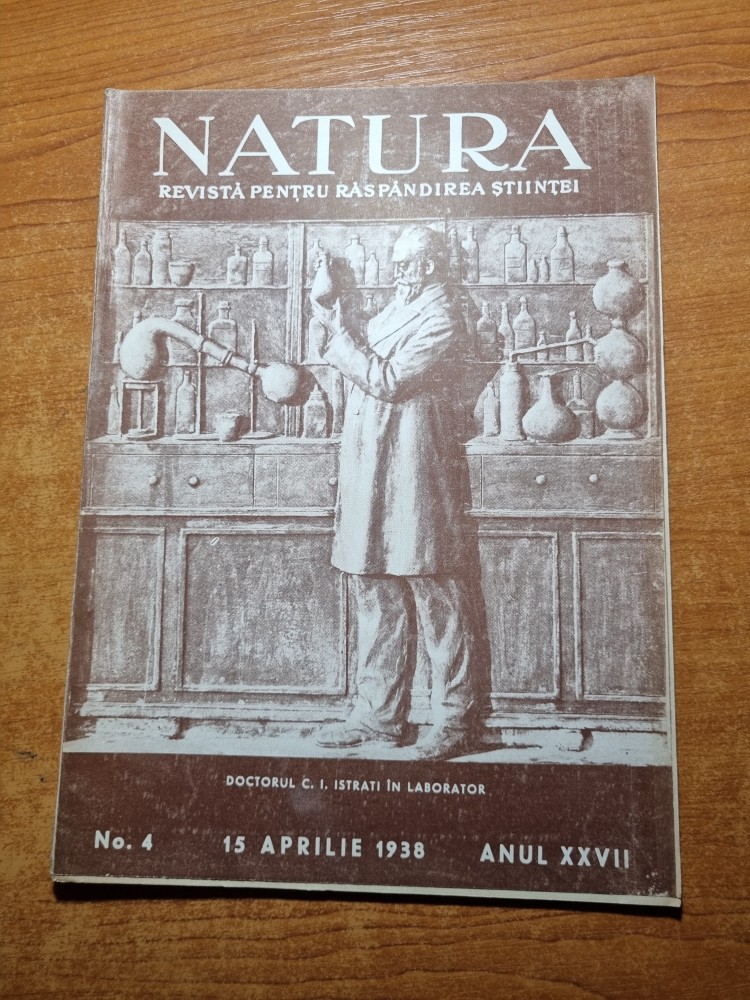 NATURA
REVISTĂ PENTRU RĂSPÂNDIREA ȘTIINȚEI
DOCTORUL C. I. ISTRATI ÎN LABORATOR
No. 4 15 APRILIE 1938 ANUL XXVII